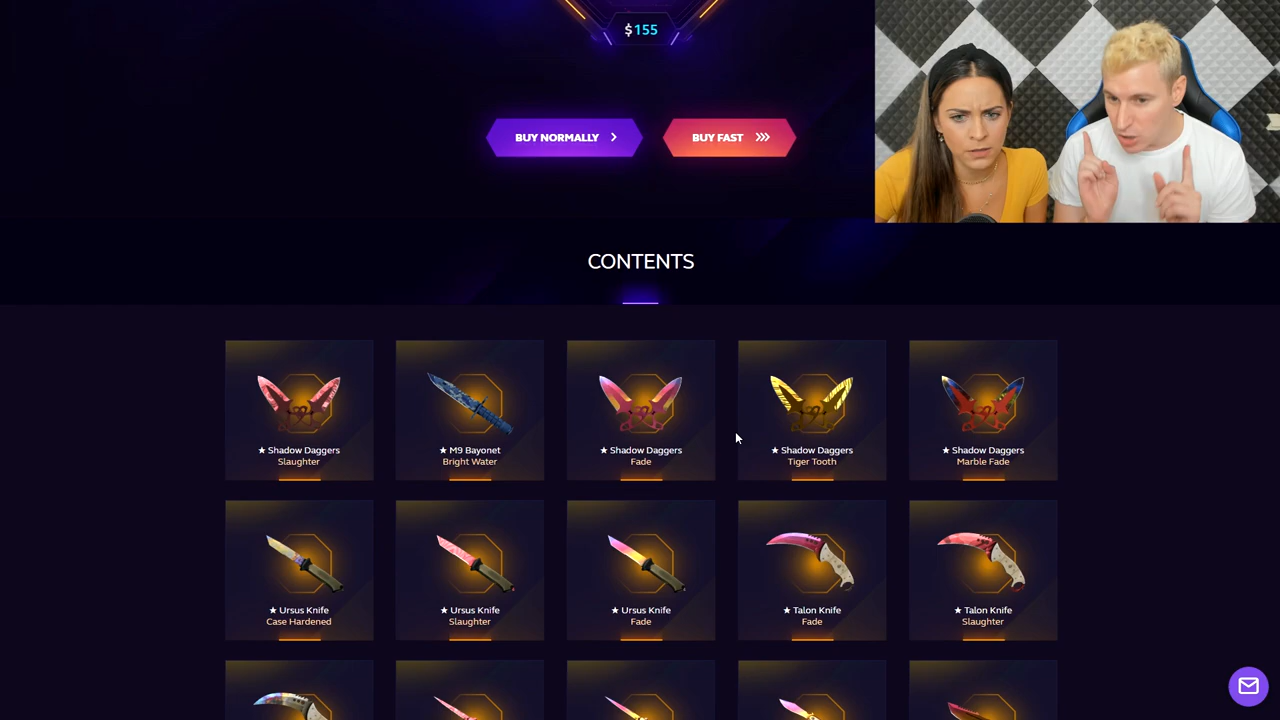 $155
BUY NORMALLY
BUY FAST
CONTENTS
★ Shadow Daggers
Slaughter
★ M9 Bayonet
Bright Water
★ Shadow Daggers
Fade
★ Shadow Daggers
Tiger Tooth
★ Shadow Daggers
Marble Fade
★ Ursus Knife
Case Hardened
★ Ursus Knife
Slaughter
★ Ursus Knife
Fade
★ Talon Knife
Fade
★ Talon Knife
Slaughter